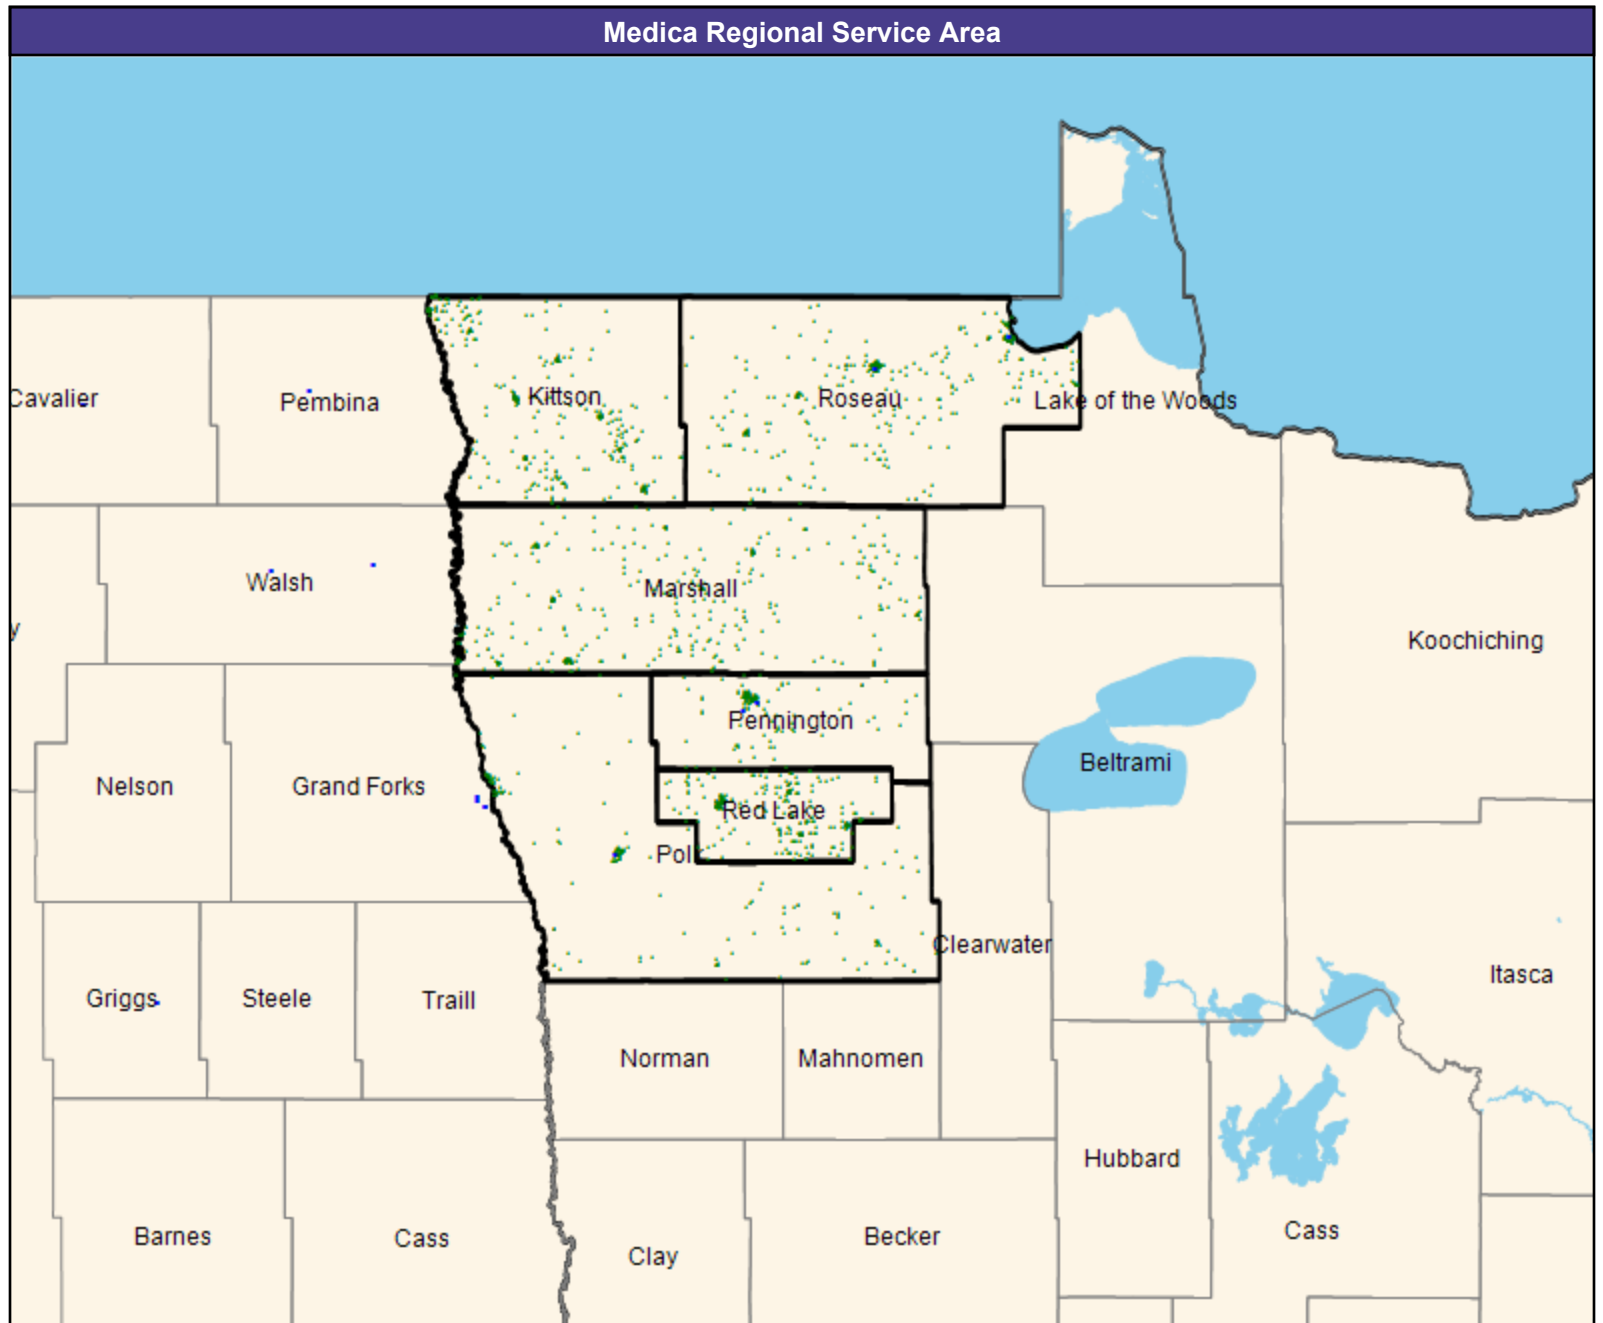 Medica Regional Service Area
Cavalier
Pembina
Kittson
Roseau
Lake of the Woods
Walsh
Marshall
y
Koochiching
Pennington
Beltrami
Nelson
Grand Forks
Red Lake
Pol
Clearwater
Griggs
Steele
Traill
Itasca
Norman
Mahnomen
Hubbard
Barnes
Cass
Clay
Becker
Cass